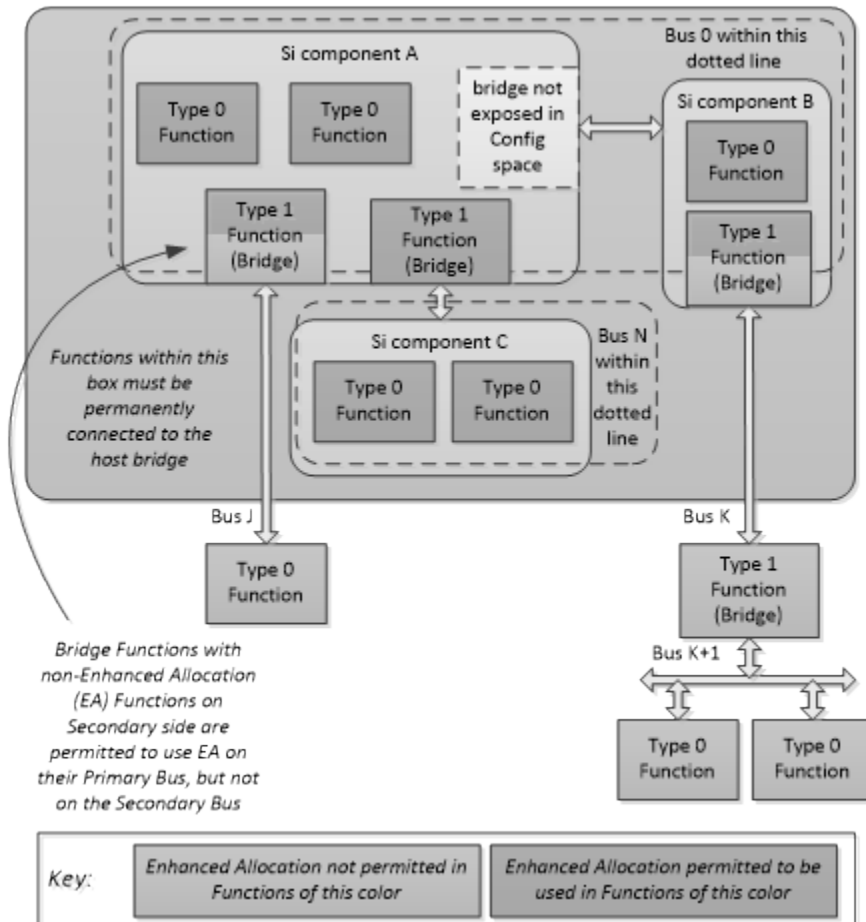 Si component A
Bus 0 within this
dotted line
Type 0
Function
Type 0
Function
bridge not
exposed in
Config
space
Si component B
Type 0
Function
Type 1
Function
(Bridge)
Type 1
Function
(Bridge)
Type 1
Function
(Bridge)
Functions within this
box must be
permanently
connected to the
host bridge
Si component C
Type 0
Function
Type 0
Function
Bus N
within
this
dotted
line
Bus J
Bus K
Type 0
Function
Type 1
Function
(Bridge)
Bus K+1
Type 0
Function
Type 0
Function
Bridge Functions with
non-Enhanced Allocation
(EA) Functions on
Secondary side are
permitted to use EA on
their Primary Bus, but not
on the Secondary Bus
Key:
Enhanced Allocation not permitted in
Functions of this color
Enhanced Allocation permitted to be
used in Functions of this color